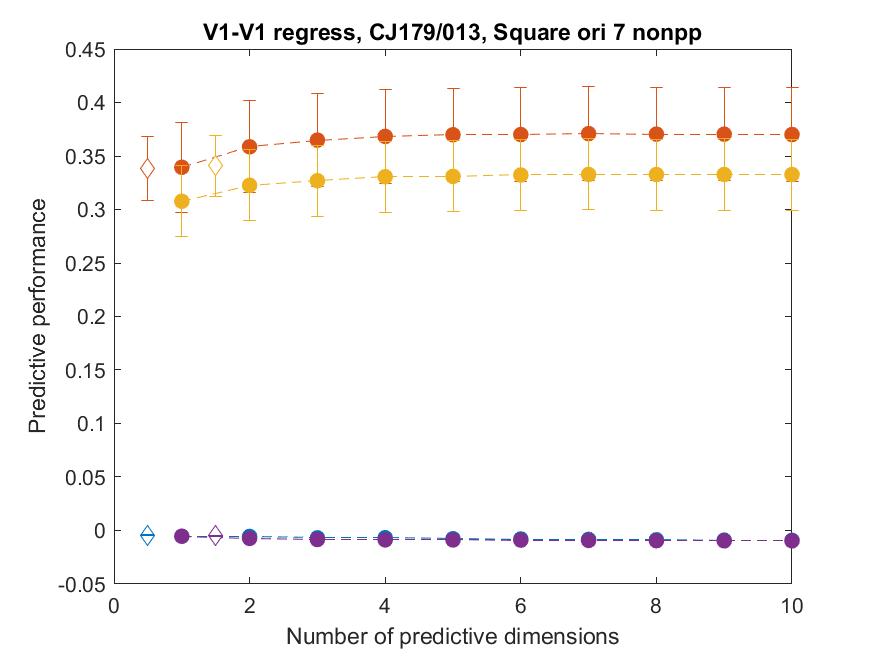 V1-V1 regress, CJ179/013, Square ori 7 nonpp
0.45
0.4
0.35
0.3
0.25
0.2
0.15
0.1
0.05
0
-0.05
Predictive performance
0 2 4 6 8 10
Number of predictive dimensions